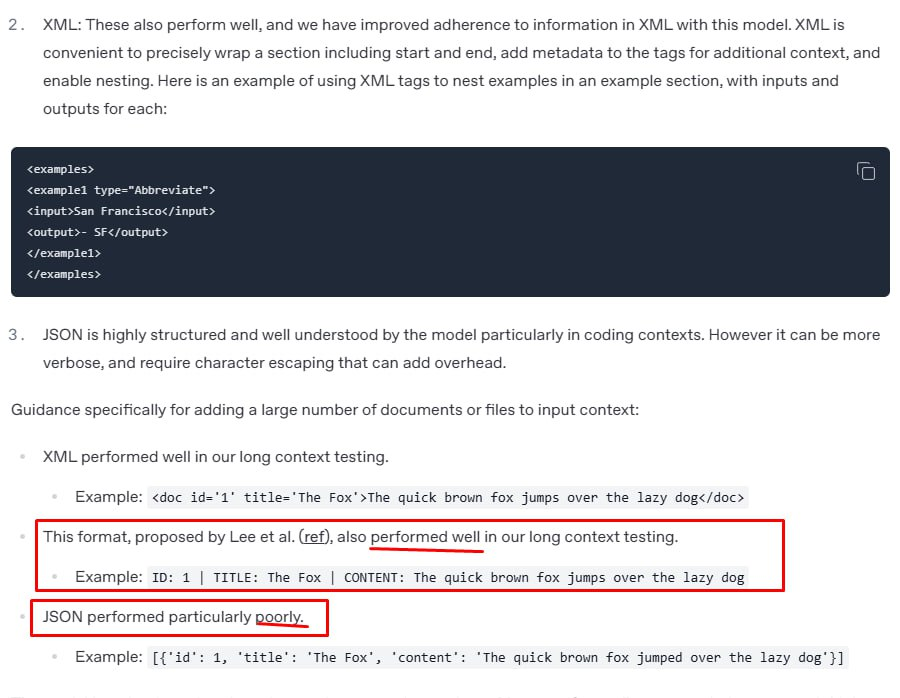 2. XML: These also perform well, and we have improved adherence to information in XML with this model. XML is
convenient to precisely wrap a section including start and end, add metadata to the tags for additional context, and
enable nesting. Here is an example of using XML tags to nest examples in an example section, with inputs and
outputs for each:
<examples>
<example1 type="Abbreviate">
<input>San Francisco</input>
<output>- SF</output>
</example1>
</examples>
3. JSON is highly structured and well understood by the model particularly in coding contexts. However it can be more
verbose, and require character escaping that can add overhead.
Guidance specifically for adding a large number of documents or files to input context:
XML performed well in our long context testing.
Example: <doc id='1' title='The Fox'>The quick brown fox jumps over the lazy dog</doc>
This format, proposed by Lee et al. (ref), also performed well in our long context testing.
Example: ID: 1 | TITLE: The Fox | CONTENT: The quick brown fox jumps over the lazy dog
JSON performed particularly poorly.
Example: [{'id': 1, 'title': 'The Fox', 'content': 'The quick brown fox jumped over the lazy dog'}]